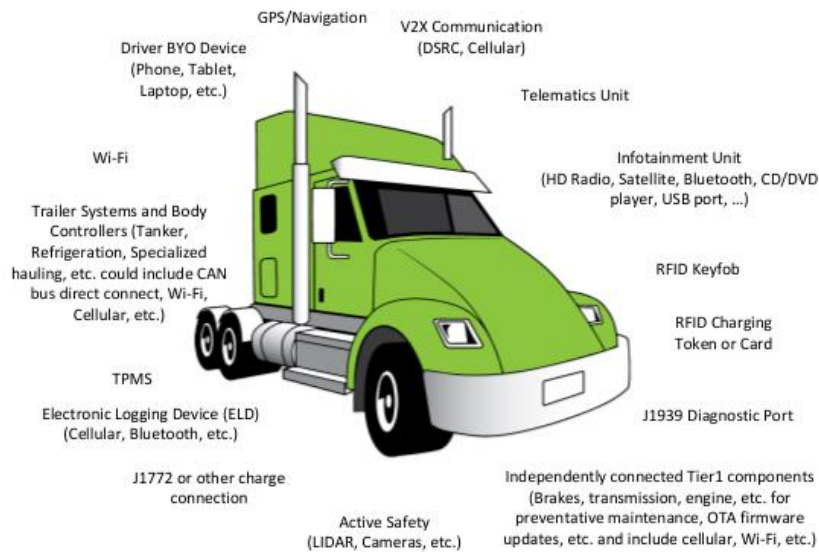 GPS/Navigation
V2X Communication
(DSRC, Cellular)
Driver BYO Device
(Phone, Tablet,
Laptop, etc.)
Telematics Unit
Wi-Fi
Infotainment Unit
(HD Radio, Satellite, Bluetooth, CD/DVD
player, USB port, ...)
Trailer Systems and Body
Controllers (Tanker,
Refrigeration, Specialized
hauling, etc. could include CAN
bus direct connect, Wi-Fi,
Cellular, etc.)
RFID Keyfob
RFID Charging
Token or Card
TPMS
Electronic Logging Device (ELD)
(Cellular, Bluetooth, etc.)
J1939 Diagnostic Port
J1772 or other charge
connection
Independently connected Tier1 components
(Brakes, transmission, engine, etc. for
preventative maintenance, OTA firmware
updates, etc. and include cellular, Wi-Fi, etc.)
Active Safety
(LIDAR, Cameras, etc.)